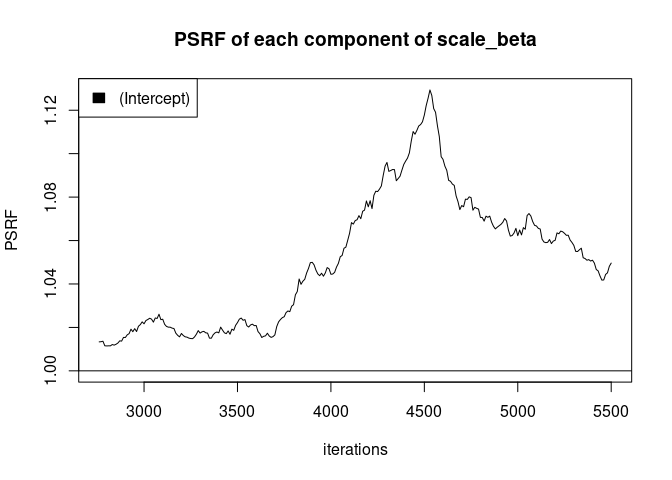 PSRF of each component of scale_beta
(Intercept)
PSRF
1.12
1.08
1.04
1.00
3000 3500 4000 4500 5000 5500
iterations